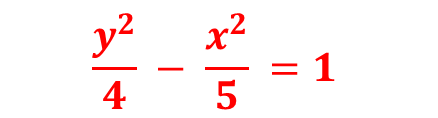 y²/4 − x²/5 = 1